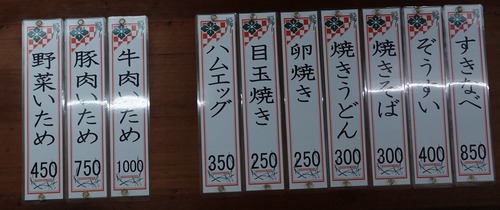 すきなべ
850
ぞうすい
400
焼きそば
300
焼きうどん
300
卵焼き
250
目玉焼き
250
ハムエッグ
350
牛肉いため
1000
豚肉いため
750
野菜いため
450